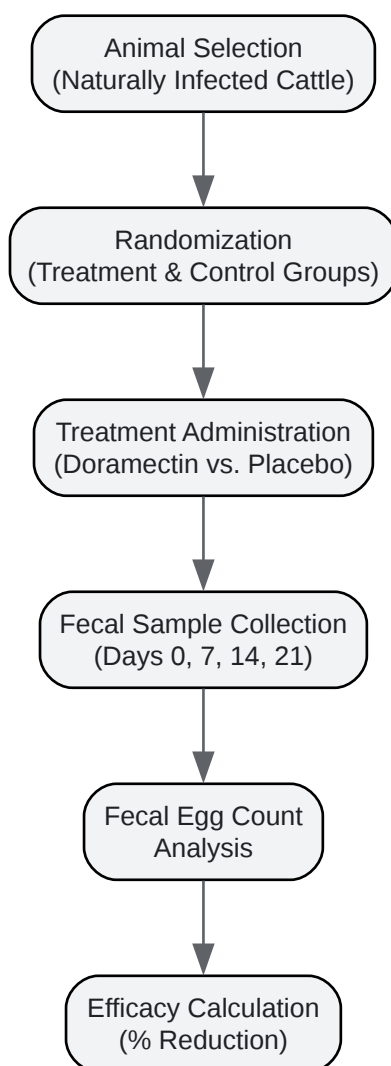 Animal Selection
(Naturally Infected Cattle)
Randomization
(Treatment & Control Groups)
Treatment Administration
(Doramectin vs. Placebo)
Fecal Sample Collection
(Days 0, 7, 14, 21)
Fecal Egg Count
Analysis
Efficacy Calculation
(% Reduction)